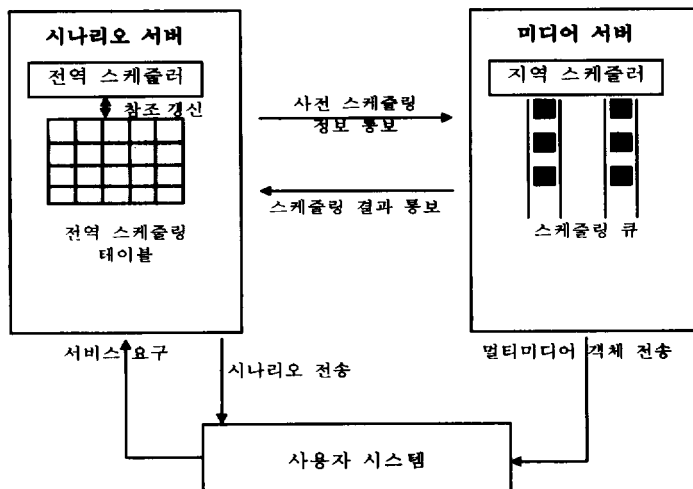 시나리오 서버
전역 스케줄러
참조 갱신
전역 스케줄링
테이블
사전 스케줄링
정보 통보
스케줄링 결과 통보
미디어 서버
지역 스케줄러
스케줄링 큐
서비스 요구
시나리오 전송
멀티미디어 객체 전송
사용자 시스템